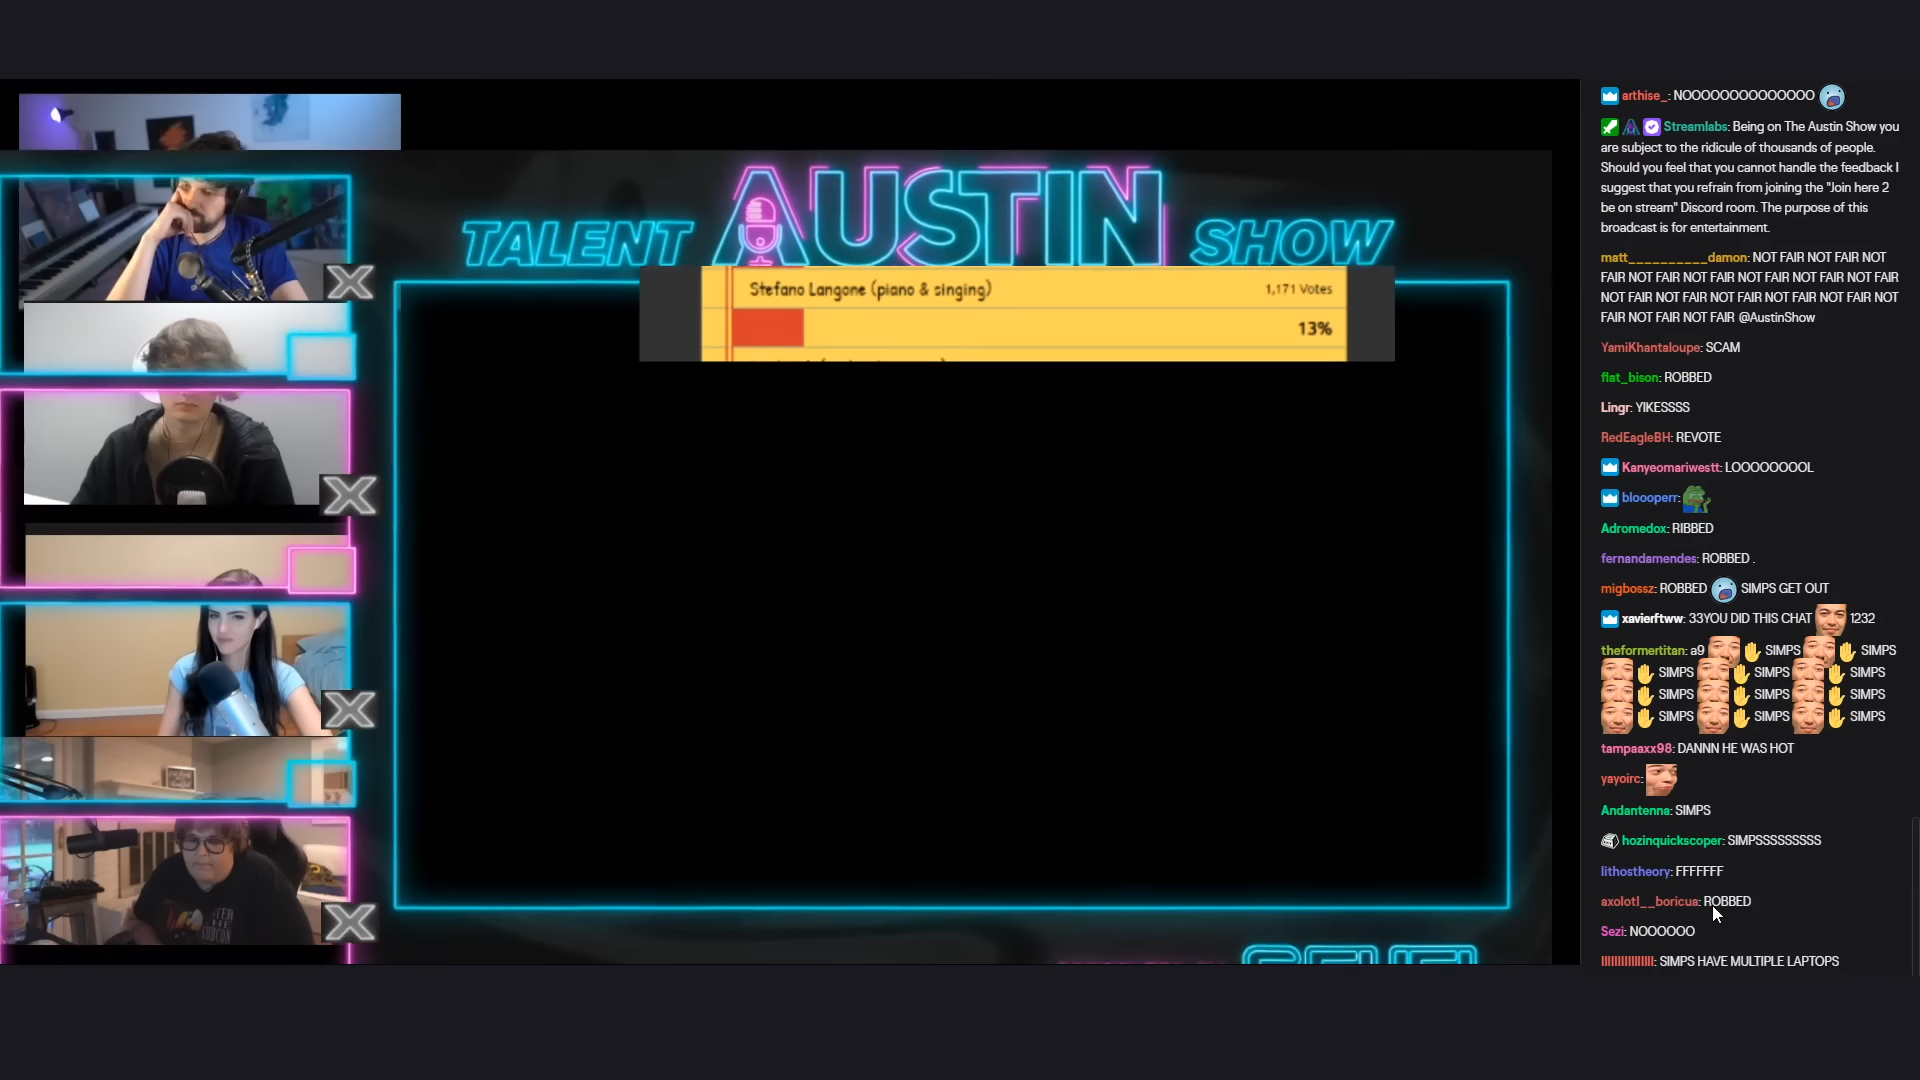 TALENT AUSTIN SHOW
Stefano Langone (piano & singing) 1,171 Votes
13%
arthise_: NOOOOOOOOOOOOOO
Streamlabs: Being on The Austin Show you
are subject to the ridicule of thousands of people.
Should you feel that you cannot handle the feedback I
suggest that you refrain from joining the "Join here 2
be on stream" Discord room. The purpose of this
broadcast is for entertainment.
matt__________damon: NOT FAIR NOT FAIR NOT
FAIR NOT FAIR NOT FAIR NOT FAIR NOT FAIR NOT FAIR
NOT FAIR NOT FAIR NOT FAIR NOT FAIR NOT FAIR NOT
FAIR NOT FAIR NOT FAIR @AustinShow
YamiKhantaloupe: SCAM
flat_bison: ROBBED
Lingr: YIKESSSS
RedEagleBH: REVOTE
Kanyeomariwestt: LOOOOOOOOL
bloooperr:
Adromedox: RIBBED
fernandamendes: ROBBED .
migbossz: ROBBED SIMPS GET OUT
xavierftww: 33YOU DID THIS CHAT 1232
theformertitan: a9 SIMPS SIMPS
SIMPS SIMPS SIMPS
SIMPS SIMPS SIMPS
SIMPS SIMPS SIMPS
tampaaxx98: DANNN HE WAS HOT
yayoirc:
Andantenna: SIMPS
hozinquickscoper: SIMPSSSSSSSSS
lithostheory: FFFFFFF
axolotl__boricua: ROBBED
Sezi: NOOOOOO
SIMPS HAVE MULTIPLE LAPTOPS